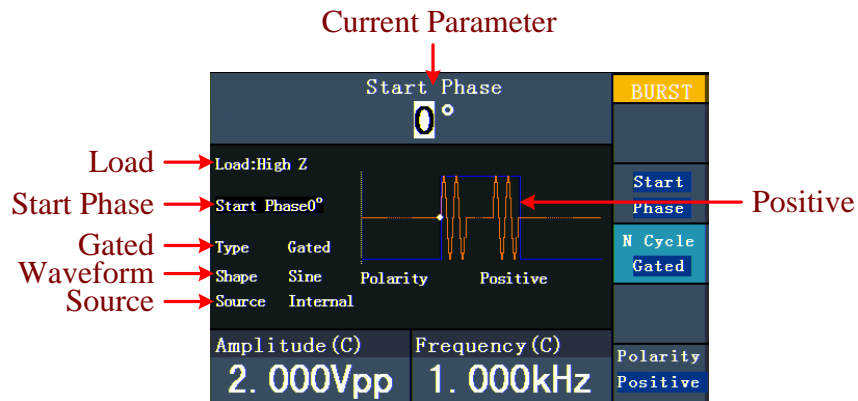 Current Parameter
Start Phase
0°
BURST
Load
Load:High Z
Start Phase
Start Phase0°
Start
Phase
Positive
Gated
Type Gated
N Cycle
Gated
Waveform
Shape Sine
Polarity Positive
Source
Source Internal
Amplitude(C)
Frequency(C)
2.000Vpp
1.000kHz
Polarity
Positive